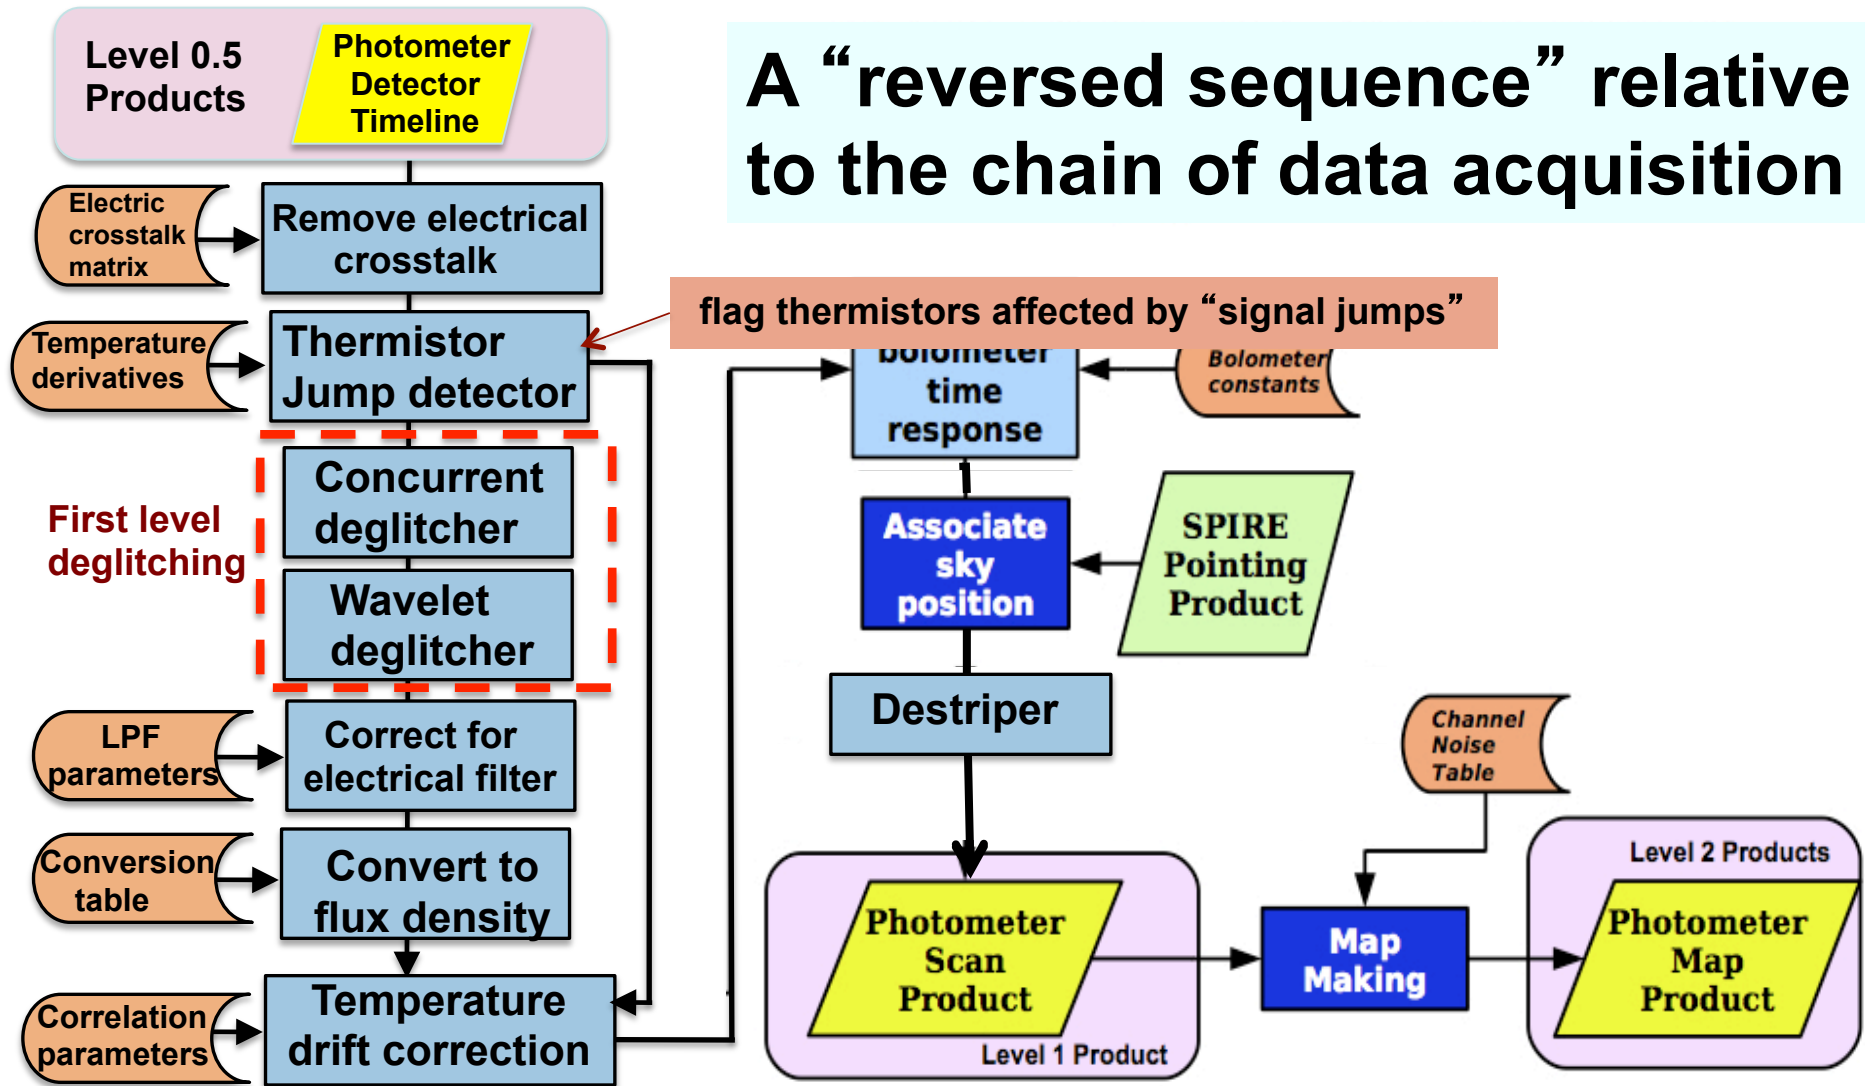 Level 0.5
Products
Photometer
Detector
Timeline
A “reversed sequence” relative
to the chain of data acquisition
Electric
crosstalk
matrix
Remove electrical
crosstalk
flag thermistors affected by “signal jumps”
Temperature
derivatives
Thermistor
Jump detector
bolometer
time
response
Bolometer
constants
First level
deglitching
Concurrent
deglitcher
Wavelet
deglitcher
Associate
sky
position
SPIRE
Pointing
Product
Destriper
LPF
parameters
Correct for
electrical filter
Channel
Noise
Table
Conversion
table
Convert to
flux density
Correlation
parameters
Temperature
drift correction
Photometer
Scan
Product
Level 1 Product
Map
Making
Level 2 Products
Photometer
Map
Product